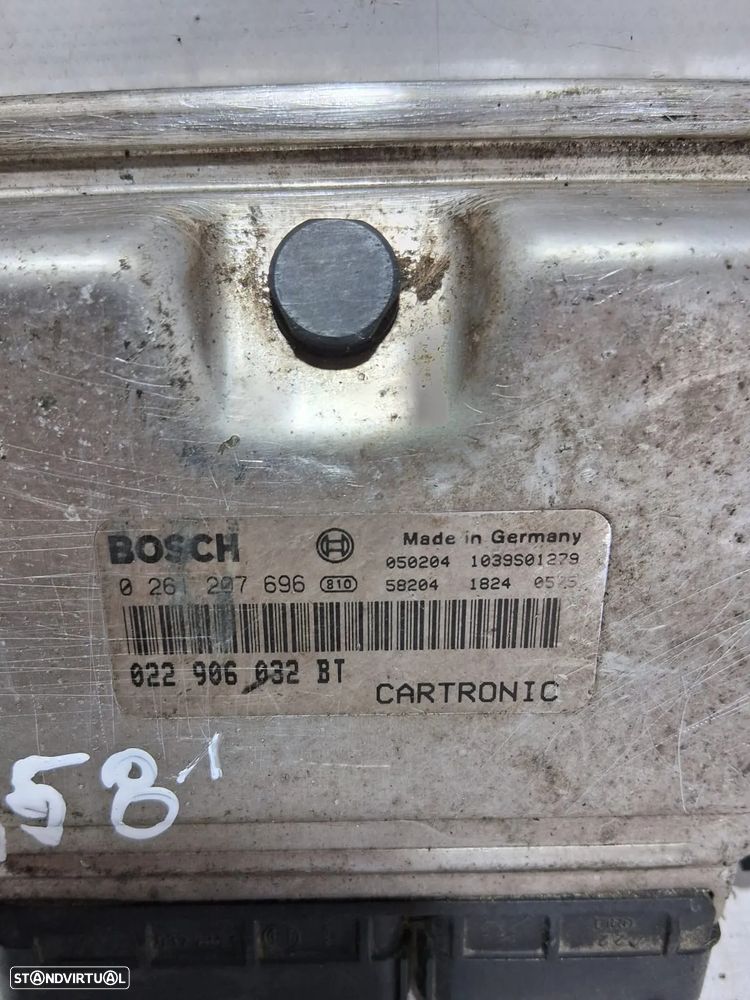 BOSCH Made in Germany
050204 1039S01279
0 261 207 696 810 58204 1824
022 906 032 BT
CARTRONIC
581
STANDVIRTUAL